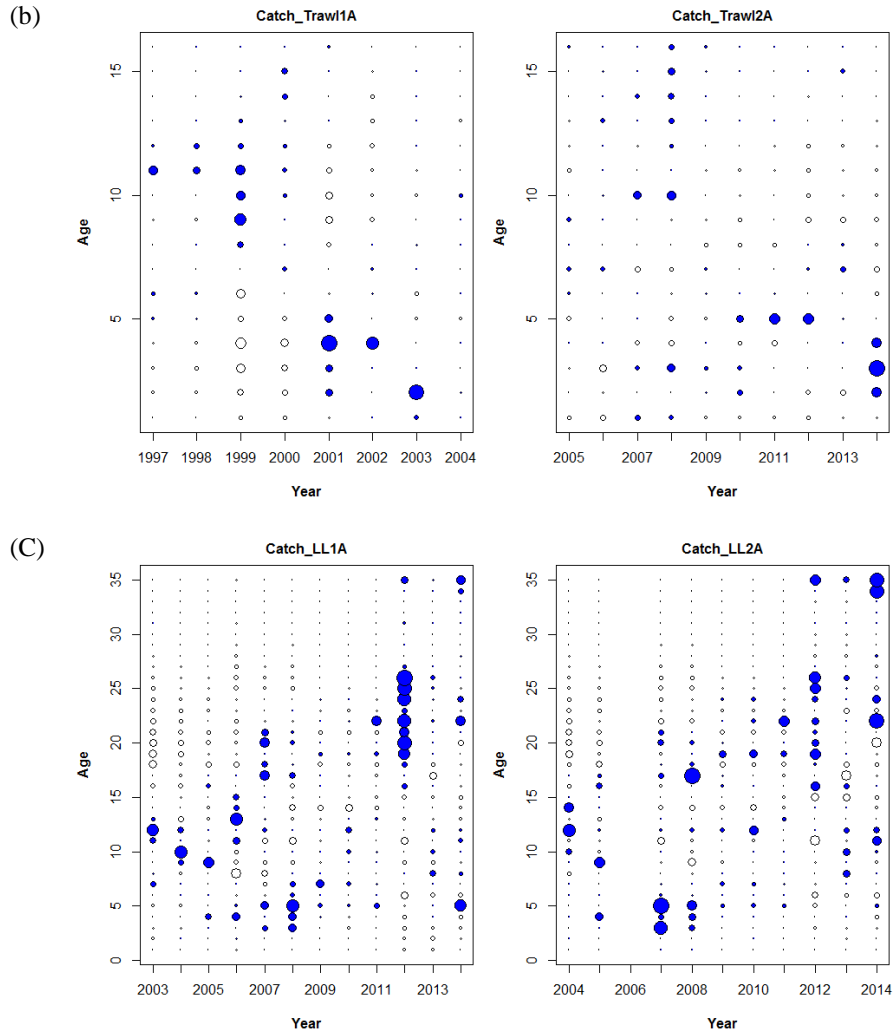 (b)
Catch_Trawl1A
Age
5
10
15
1997 1998 1999 2000 2001 2002 2003 2004
Year
Catch_Trawl2A
Age
5
10
15
2005 2007 2009 2011 2013
Year
(C)
Catch_LL1A
Age
0
5
10
15
20
25
30
35
2003 2005 2007 2009 2011 2013
Year
Catch_LL2A
Age
0
5
10
15
20
25
30
35
2004 2006 2008 2010 2012 2014
Year